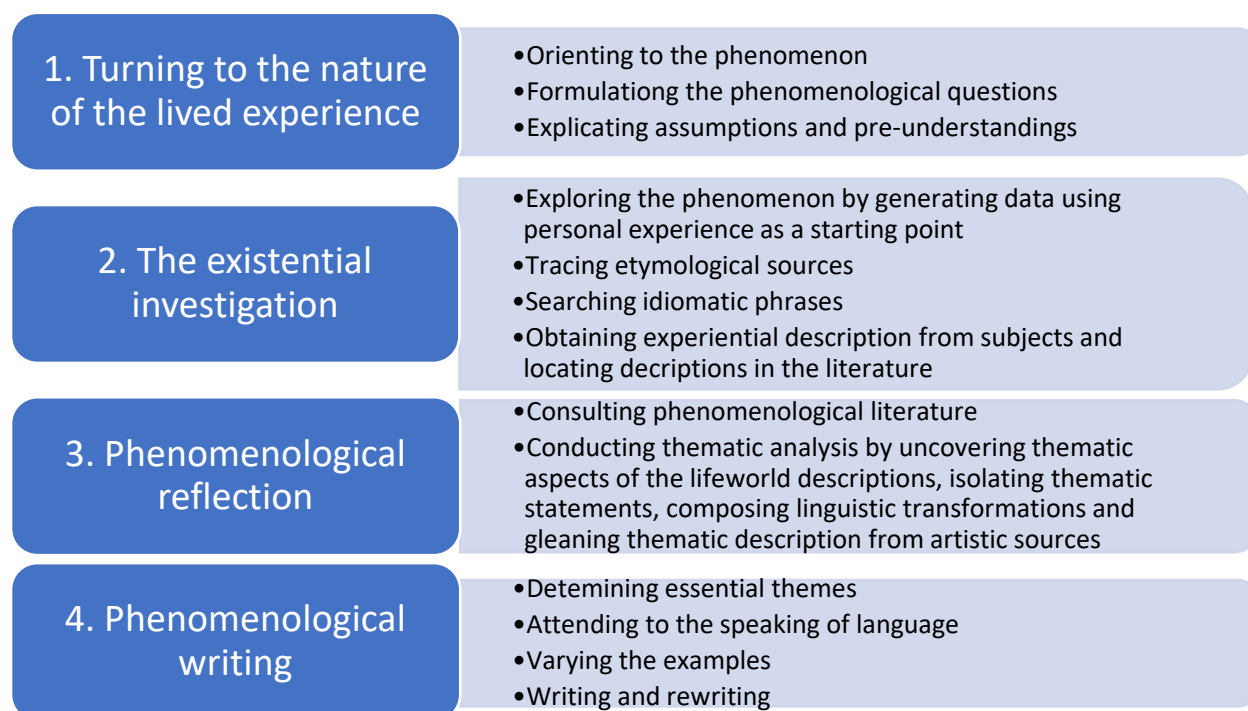 1. Turning to the nature
of the lived experience
•Orienting to the phenomenon
•Formulationg the phenomenological questions
•Explicating assumptions and pre-understandings
2. The existential
investigation
•Exploring the phenomenon by generating data using
personal experience as a starting point
•Tracing etymological sources
•Searching idiomatic phrases
•Obtaining experiential description from subjects and
locating decriptions in the literature
3. Phenomenological
reflection
•Consulting phenomenological literature
•Conducting thematic analysis by uncovering thematic
aspects of the lifeworld descriptions, isolating thematic
statements, composing linguistic transformations and
gleaning thematic description from artistic sources
4. Phenomenological
writing
•Detemining essential themes
•Attending to the speaking of language
•Varying the examples
•Writing and rewriting